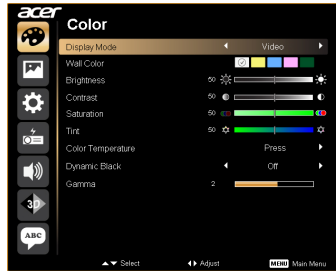 acer
Color
Display Mode Video
Wall Color
Brightness 50
Contrast 50
Saturation 50
Tint 50
Color Temperature Press
Dynamic Black Off
Gamma 2
3D
ABC
Select Adjust MENU Main Menu